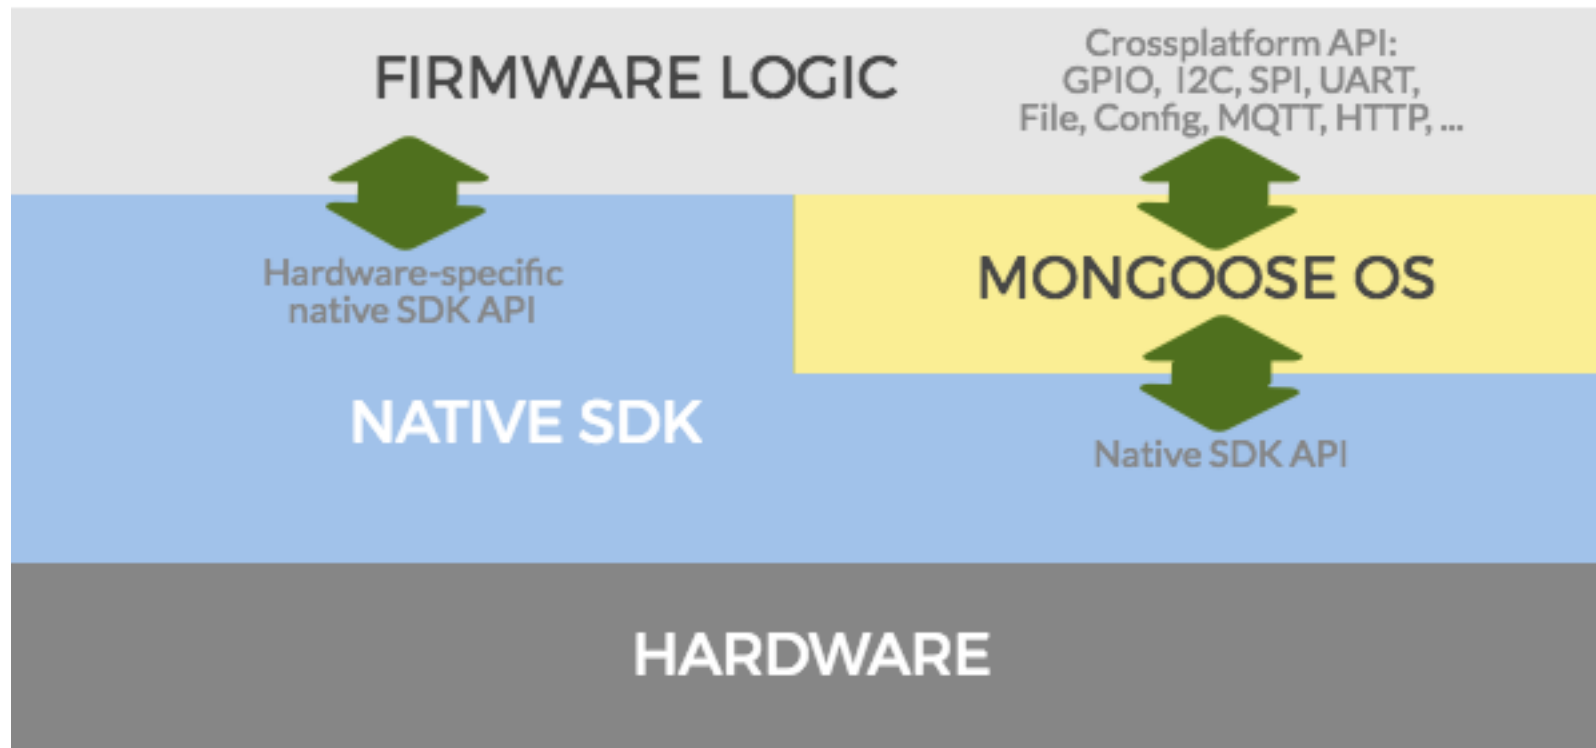 FIRMWARE LOGIC
Crossplatform API:
GPIO, I2C, SPI, UART,
File, Config, MQTT, HTTP, ...
Hardware-specific
native SDK API
MONGOOSE OS
NATIVE SDK
Native SDK API
HARDWARE